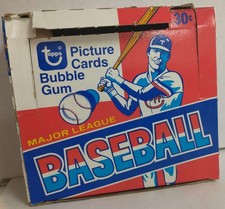 topps
Picture
Cards
Bubble
Gum
30¢
MAJOR LEAGUE
BASEBALL